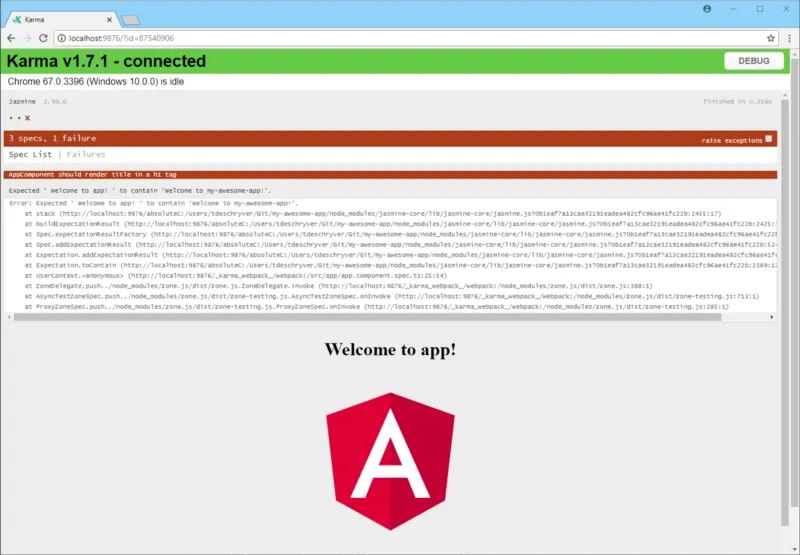 Karma
localhost:9876/?id=87540906
Karma v1.7.1 - connected
DEBUG
Chrome 67.0.3396 (Windows 10.0.0) is idle
Jasmine 2.99.0
finished in 0.216s
• • x
3 specs, 1 failure
raise exceptions
Spec List | Failures
AppComponent should render title in a h1 tag
Expected ' Welcome to app! ' to contain 'Welcome to my-awesome-app!'.
Error: Expected ' Welcome to app! ' to contain 'Welcome to my-awesome-app!'.
at stack (http://localhost:9876/absoluteC:/Users/tdeschryver/Git/my-awesome-app/node_modules/jasmine-core/lib/jasmine-core/jasmine.js?0b1eaf7a13cae32191eadea482cfc96ae41fc22b:2455:17)
at buildExpectationResult (http://localhost:9876/absoluteC:/Users/tdeschryver/Git/my-awesome-app/node_modules/jasmine-core/lib/jasmine-core/jasmine.js?0b1eaf7a13cae32191eadea482cfc96ae41fc22b:2425:
at Spec.expectationResultFactory (http://localhost:9876/absoluteC:/Users/tdeschryver/Git/my-awesome-app/node_modules/jasmine-core/lib/jasmine-core/jasmine.js?0b1eaf7a13cae32191eadea482cfc96ae41fc22
at Spec.addExpectationResult (http://localhost:9876/absoluteC:/Users/tdeschryver/Git/my-awesome-app/node_modules/jasmine-core/lib/jasmine-core/jasmine.js?0b1eaf7a13cae32191eadea482cfc96ae41fc22b:52
at Expectation.addExpectationResult (http://localhost:9876/absoluteC:/Users/tdeschryver/Git/my-awesome-app/node_modules/jasmine-core/lib/jasmine-core/jasmine.js?0b1eaf7a13cae32191eadea482cfc96ae41fc
at Expectation.toContain (http://localhost:9876/absoluteC:/Users/tdeschryver/Git/my-awesome-app/node_modules/jasmine-core/lib/jasmine-core/jasmine.js?0b1eaf7a13cae32191eadea482cfc96ae41fc22b:2369:12
at UserContext.<anonymous> (http://localhost:9876/_karma_webpack_/webpack:/src/app/app.component.spec.ts:25:54)
at ZoneDelegate.push../node_modules/zone.js/dist/zone.js.ZoneDelegate.invoke (http://localhost:9876/_karma_webpack_/webpack:/node_modules/zone.js/dist/zone.js:388:1)
at AsyncTestZoneSpec.push../node_modules/zone.js/dist/zone-testing.js.AsyncTestZoneSpec.onInvoke (http://localhost:9876/_karma_webpack_/webpack:/node_modules/zone.js/dist/zone-testing.js:713:1)
at ProxyZoneSpec.push../node_modules/zone.js/dist/zone-testing.js.ProxyZoneSpec.onInvoke (http://localhost:9876/_karma_webpack_/webpack:/node_modules/zone.js/dist/zone-testing.js:285:1)
Welcome to app!
A